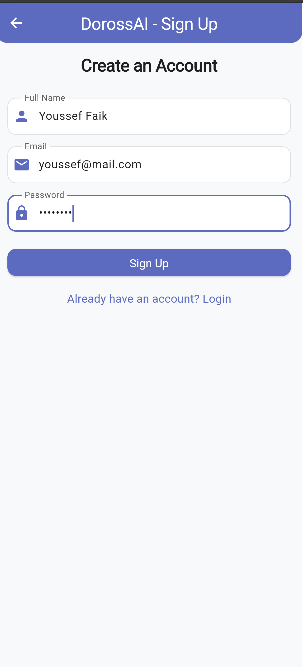 DorossAI - Sign Up
Create an Account
Full Name
Youssef Faik
Email
youssef@mail.com
Password
••••••••
Sign Up
Already have an account? Login